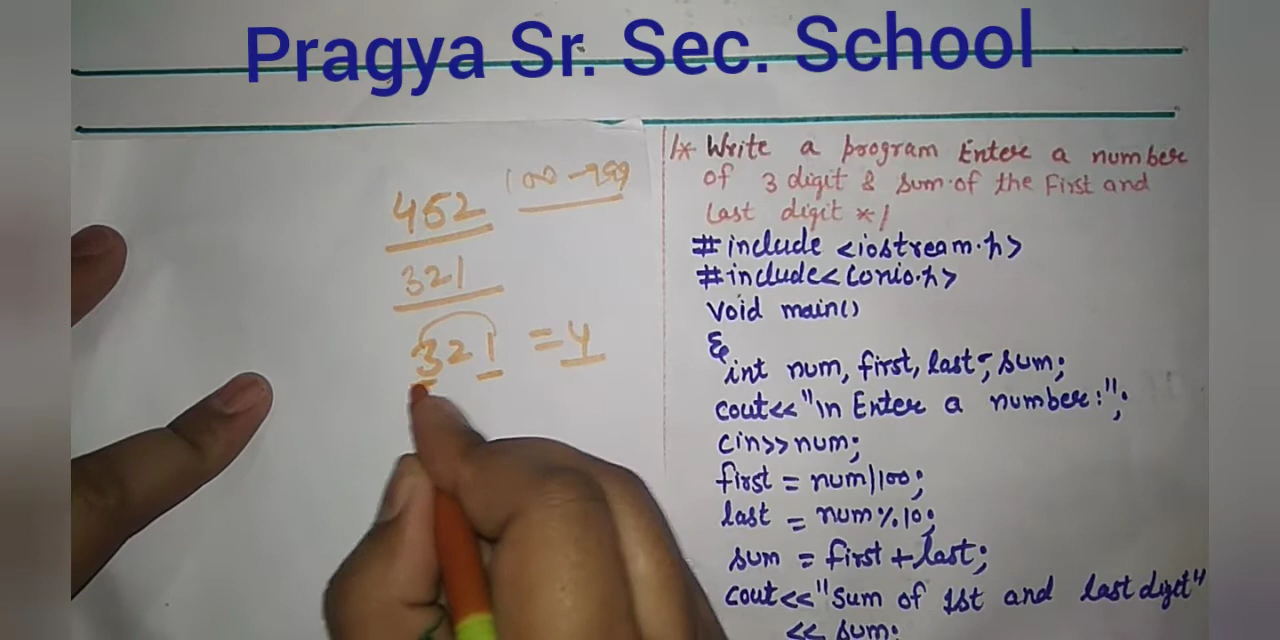 Pragya Sr. Sec. School
452 100-999
321
321 = 4
/* Write a program Enter a number
of 3 digit & sum of the First and
last digit */
#include <iostream.h>
#include<conio.h>
void main()
{
int num, first, last, sum;
cout<<"\n Enter a number:";
cin>>num;
first = num/100;
last = num%10;
sum = first+last;
cout<<"sum of 1st and last digit"
<< sum;